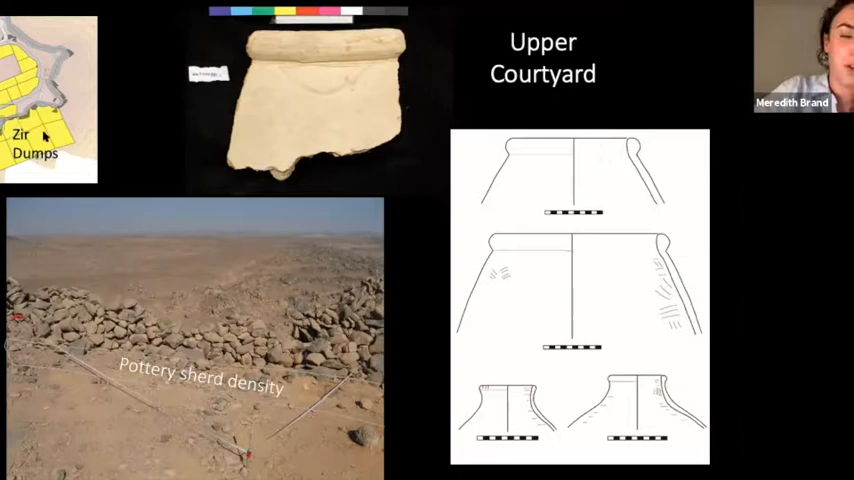 Upper
Courtyard
Meredith Brand
Zir
Dumps
Pottery sherd density